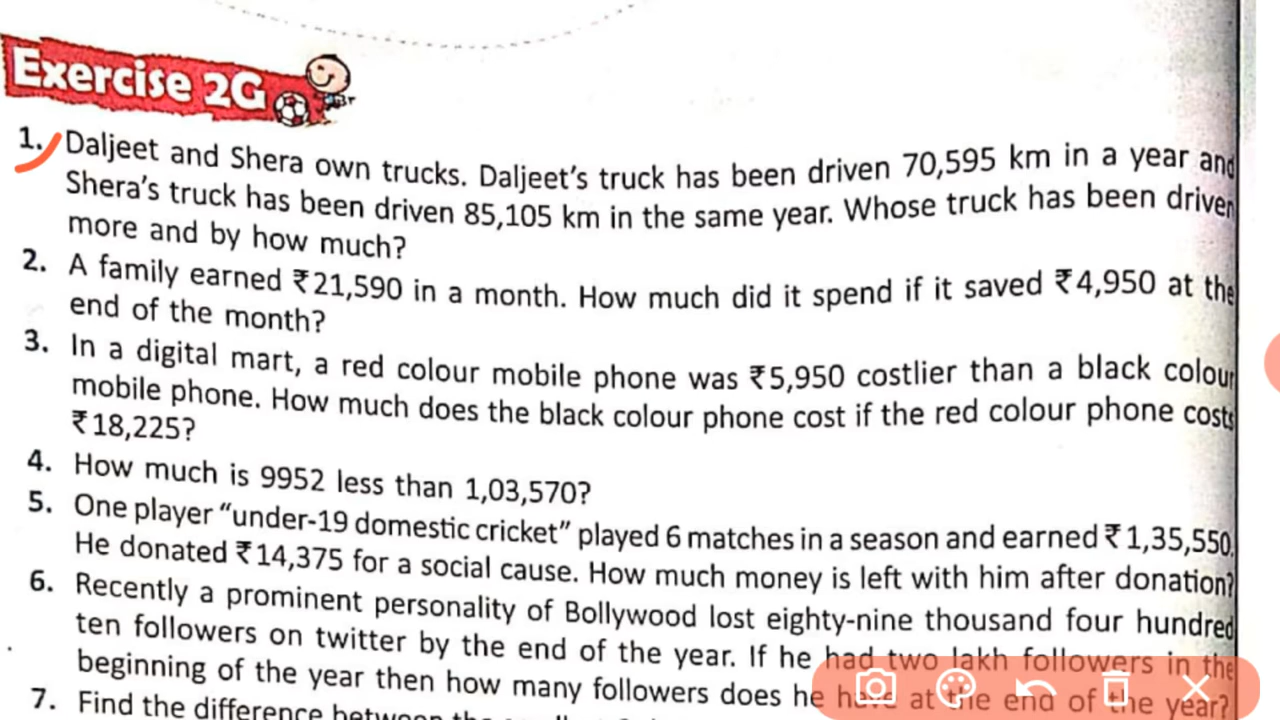 Exercise 2G
1. Daljeet and Shera own trucks. Daljeet's truck has been driven 70,595 km in a year and
Shera's truck has been driven 85,105 km in the same year. Whose truck has been driven
more and by how much?
2. A family earned ₹21,590 in a month. How much did it spend if it saved ₹4,950 at the
end of the month?
3. In a digital mart, a red colour mobile phone was ₹5,950 costlier than a black colour
mobile phone. How much does the black colour phone cost if the red colour phone costs
₹18,225?
4. How much is 9952 less than 1,03,570?
5. One player “under-19 domestic cricket” played 6 matches in a season and earned ₹1,35,550.
He donated ₹14,375 for a social cause. How much money is left with him after donation?
6. Recently a prominent personality of Bollywood lost eighty-nine thousand four hundred
ten followers on twitter by the end of the year. If he had two lakh followers in the
beginning of the year then how many followers does he have at the end of the year?
7. Find the difference between the